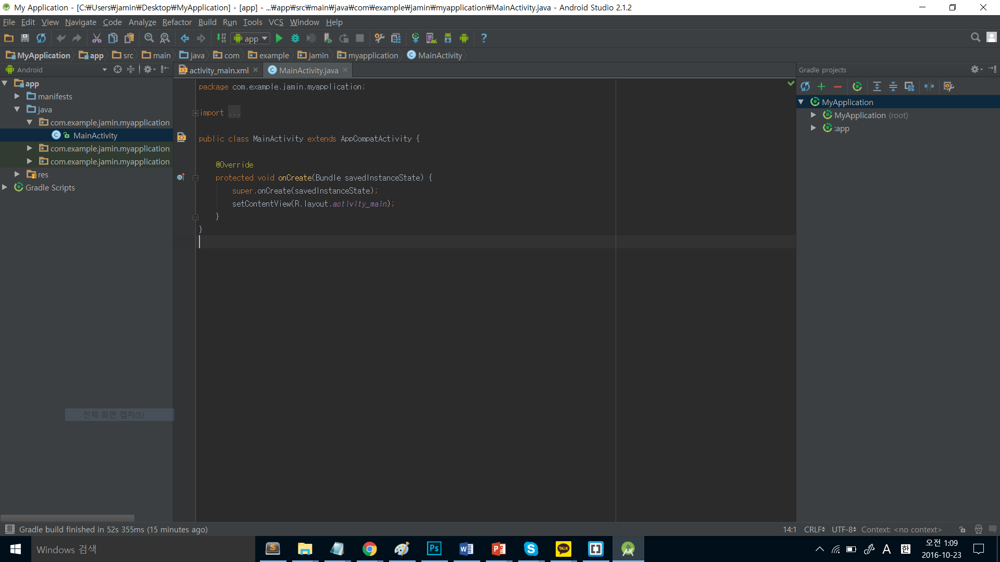 My Application - [C:₩Users₩jamin₩Desktop₩MyApplication] - [app] - ...₩app₩src₩main₩java₩com₩example₩jamin₩myapplication₩MainActivity.java - Android Studio 2.1.2
File Edit View Navigate Code Analyze Refactor Build Run Tools VCS Window Help
app
MyApplication app src main java com example jamin myapplication MainActivity
Android
activity_main.xml MainActivity.java
Gradle projects
app
manifests
java
com.example.jamin.myapplication
MainActivity
com.example.jamin.myapplication
com.example.jamin.myapplication
res
Gradle Scripts
package com.example.jamin.myapplication;
import ...
public class MainActivity extends AppCompatActivity {
@Override
protected void onCreate(Bundle savedInstanceState) {
super.onCreate(savedInstanceState);
setContentView(R.layout.activity_main);
}
}
MyApplication
MyApplication (root)
:app
전체 화면 캡처(S)
Gradle build finished in 52s 355ms (15 minutes ago)
14:1 CRLF UTF-8 Context: <no context>
Windows 검색
Ps
TALK
A 한
오전 1:09
2016-10-23